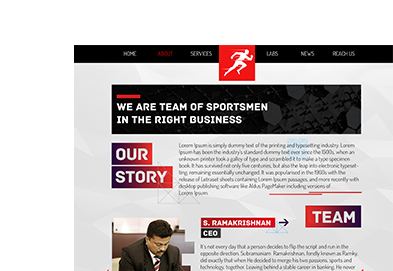 HOME ABOUT SERVICES LABS NEWS REACH US
WE ARE TEAM OF SPORTSMEN
IN THE RIGHT BUSINESS
OUR
STORY
Lorem Ipsum is simply dummy text of the printing and typesetting industry.
Lorem Ipsum has been the industry's standard dummy text ever since the 1500s, when an
unknown printer took a galley of type and scrambled it to make a type specimen
book. It has survived not only five centuries, but also the leap into electronic typeset-
ting, remaining essentially unchanged. It was popularised in the 1960s with the
release of Letraset sheets containing Lorem Ipsum passages, and more recently with
desktop publishing software like Aldus PageMaker including versions of
Lorem Ipsum.
TEAM
S. RAMAKRISHNAN
CEO
It's not every day that a person decides to flip the script and run in the
opposite direction. Subramaniam. Ramakrishnan, fondly known as Ramky,
did exactly that when he decided to merge his two passions, sports and
technology, together. Leaving behind a stable career in banking, he move